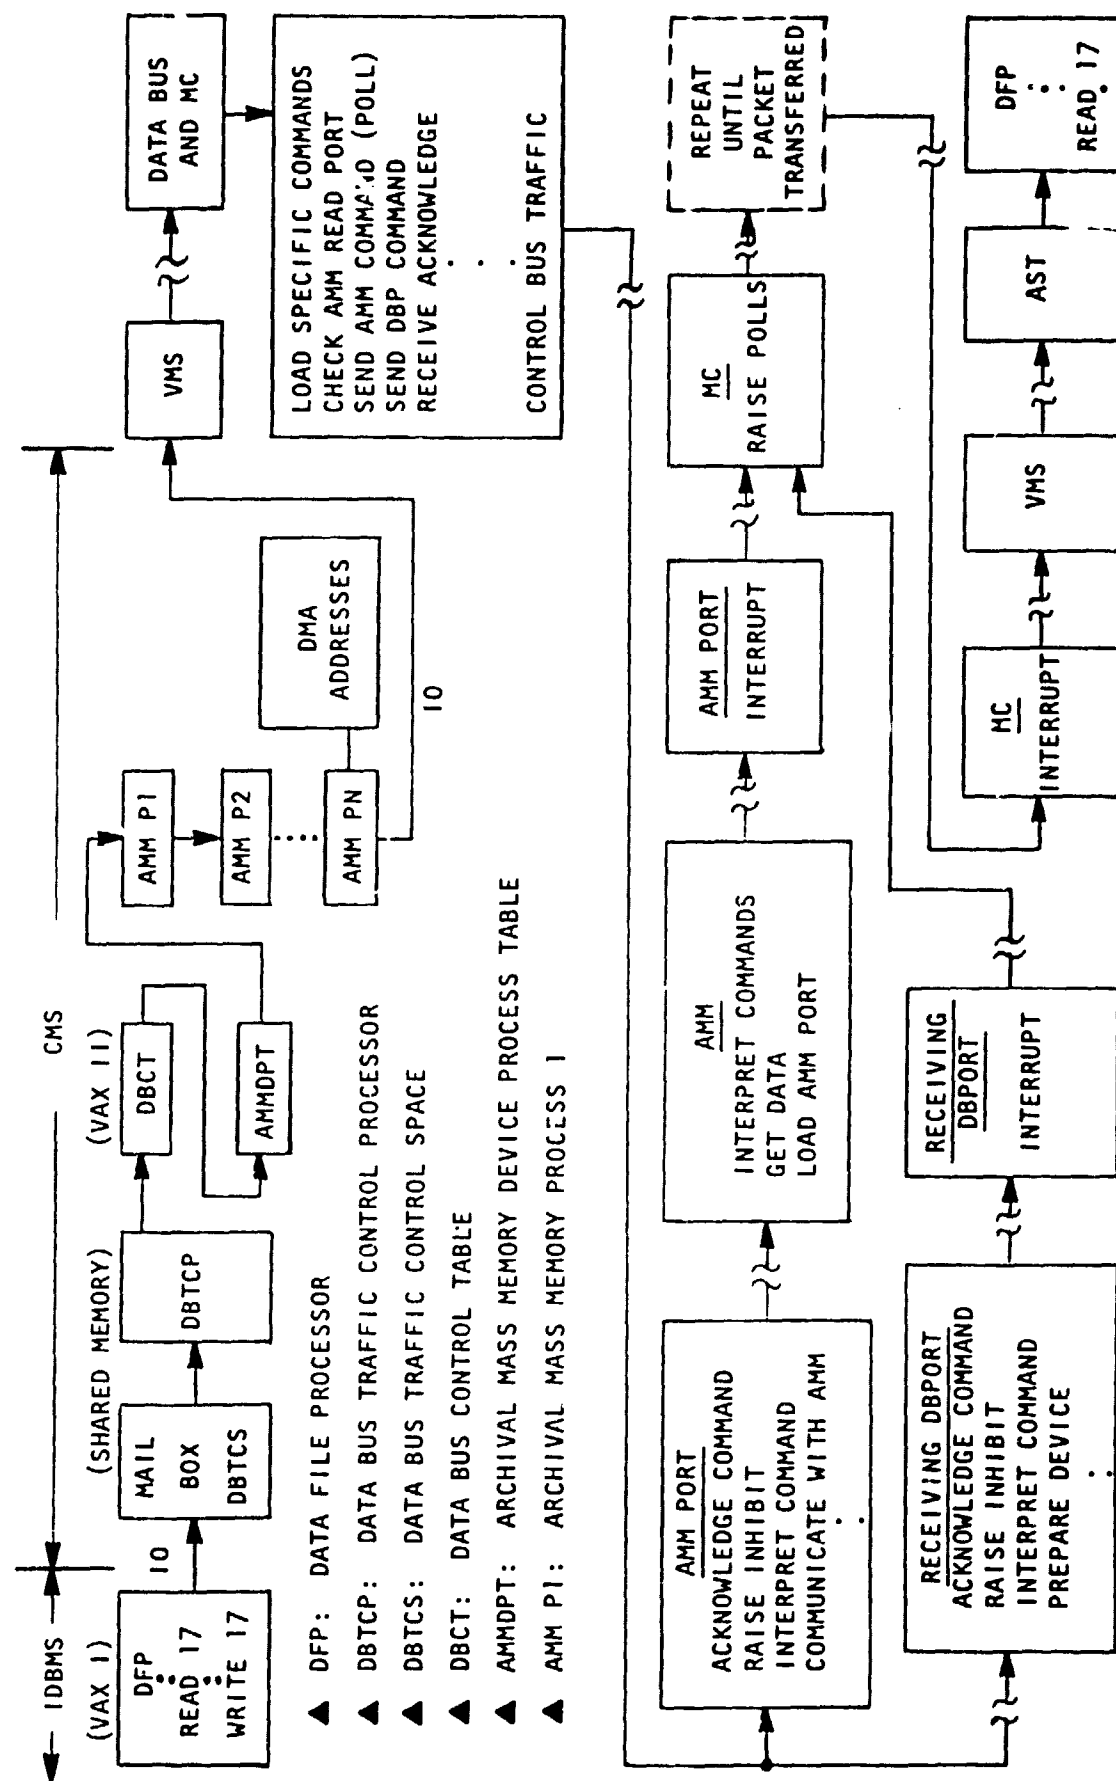 IDBMS
CMS
(VAX I)
(SHARED MEMORY)
(VAX II)
DFP
READ 17
WRITE 17
IO
MAIL
BOX
DBTCS
DBTCP
DBCT
AMMDPT
AMM P1
AMM P2
AMM PN
DMA
ADDRESSES
IO
VMS
DATA BUS
AND MC
LOAD SPECIFIC COMMANDS
CHECK AMM READ PORT
SEND AMM COMMAND (POLL)
SEND DBP COMMAND
RECEIVE ACKNOWLEDGE
CONTROL BUS TRAFFIC
▲ DFP: DATA FILE PROCESSOR
▲ DBTCP: DATA BUS TRAFFIC CONTROL PROCESSOR
▲ DBTCS: DATA BUS TRAFFIC CONTROL SPACE
▲ DBCT: DATA BUS CONTROL TABLE
▲ AMMDPT: ARCHIVAL MASS MEMORY DEVICE PROCESS TABLE
▲ AMM P1: ARCHIVAL MASS MEMORY PROCESS 1
AMM PORT
ACKNOWLEDGE COMMAND
RAISE INHIBIT
INTERPRET COMMAND
COMMUNICATE WITH AMM
AMM
INTERPRET COMMANDS
GET DATA
LOAD AMM PORT
AMM PORT
INTERRUPT
MC
RAISE POLLS
REPEAT
UNTIL
PACKET
TRANSFERRED
RECEIVING DBPORT
ACKNOWLEDGE COMMAND
RAISE INHIBIT
INTERPRET COMMAND
PREPARE DEVICE
RECEIVING
DBPORT
INTERRUPT
MC
INTERRUPT
VMS
AST
DFP
READ 17